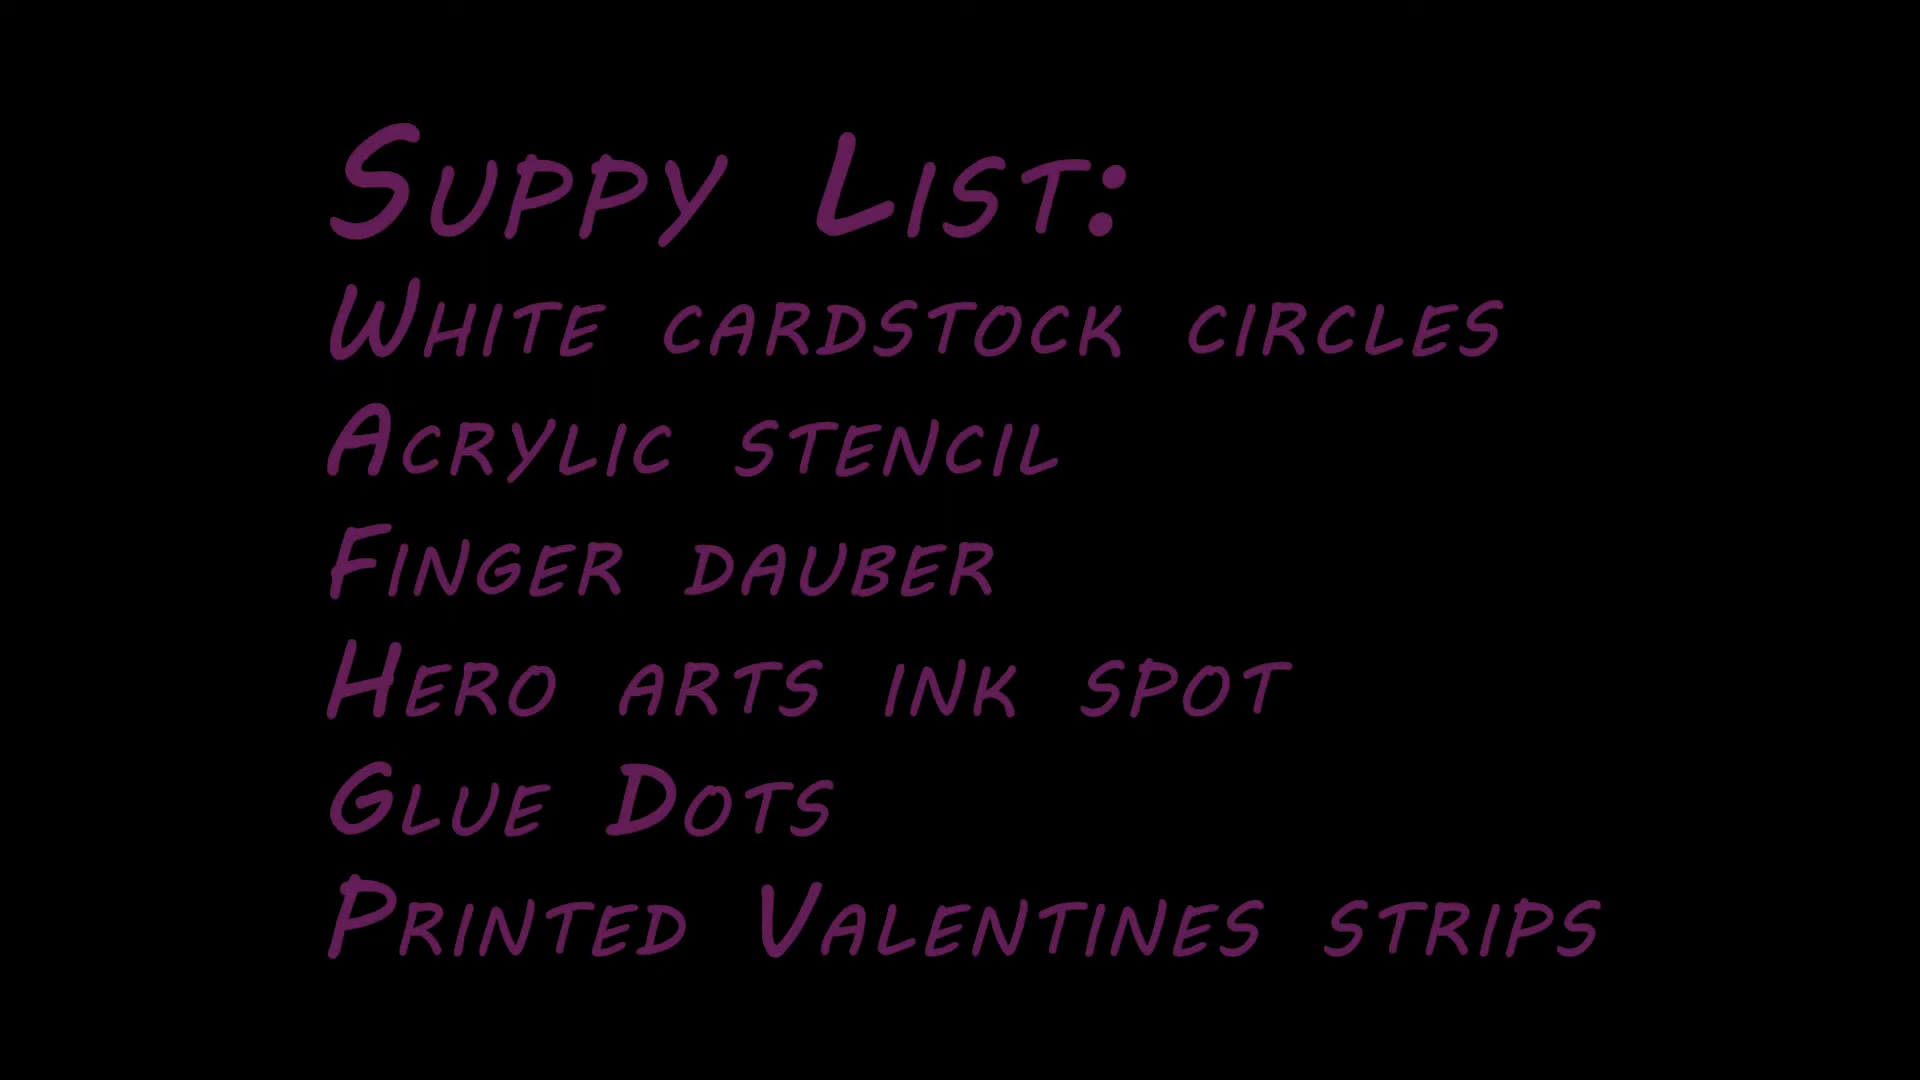 Suppy List:
White cardstock circles
Acrylic stencil
Finger dauber
Hero arts ink spot
Glue Dots
Printed Valentines strips